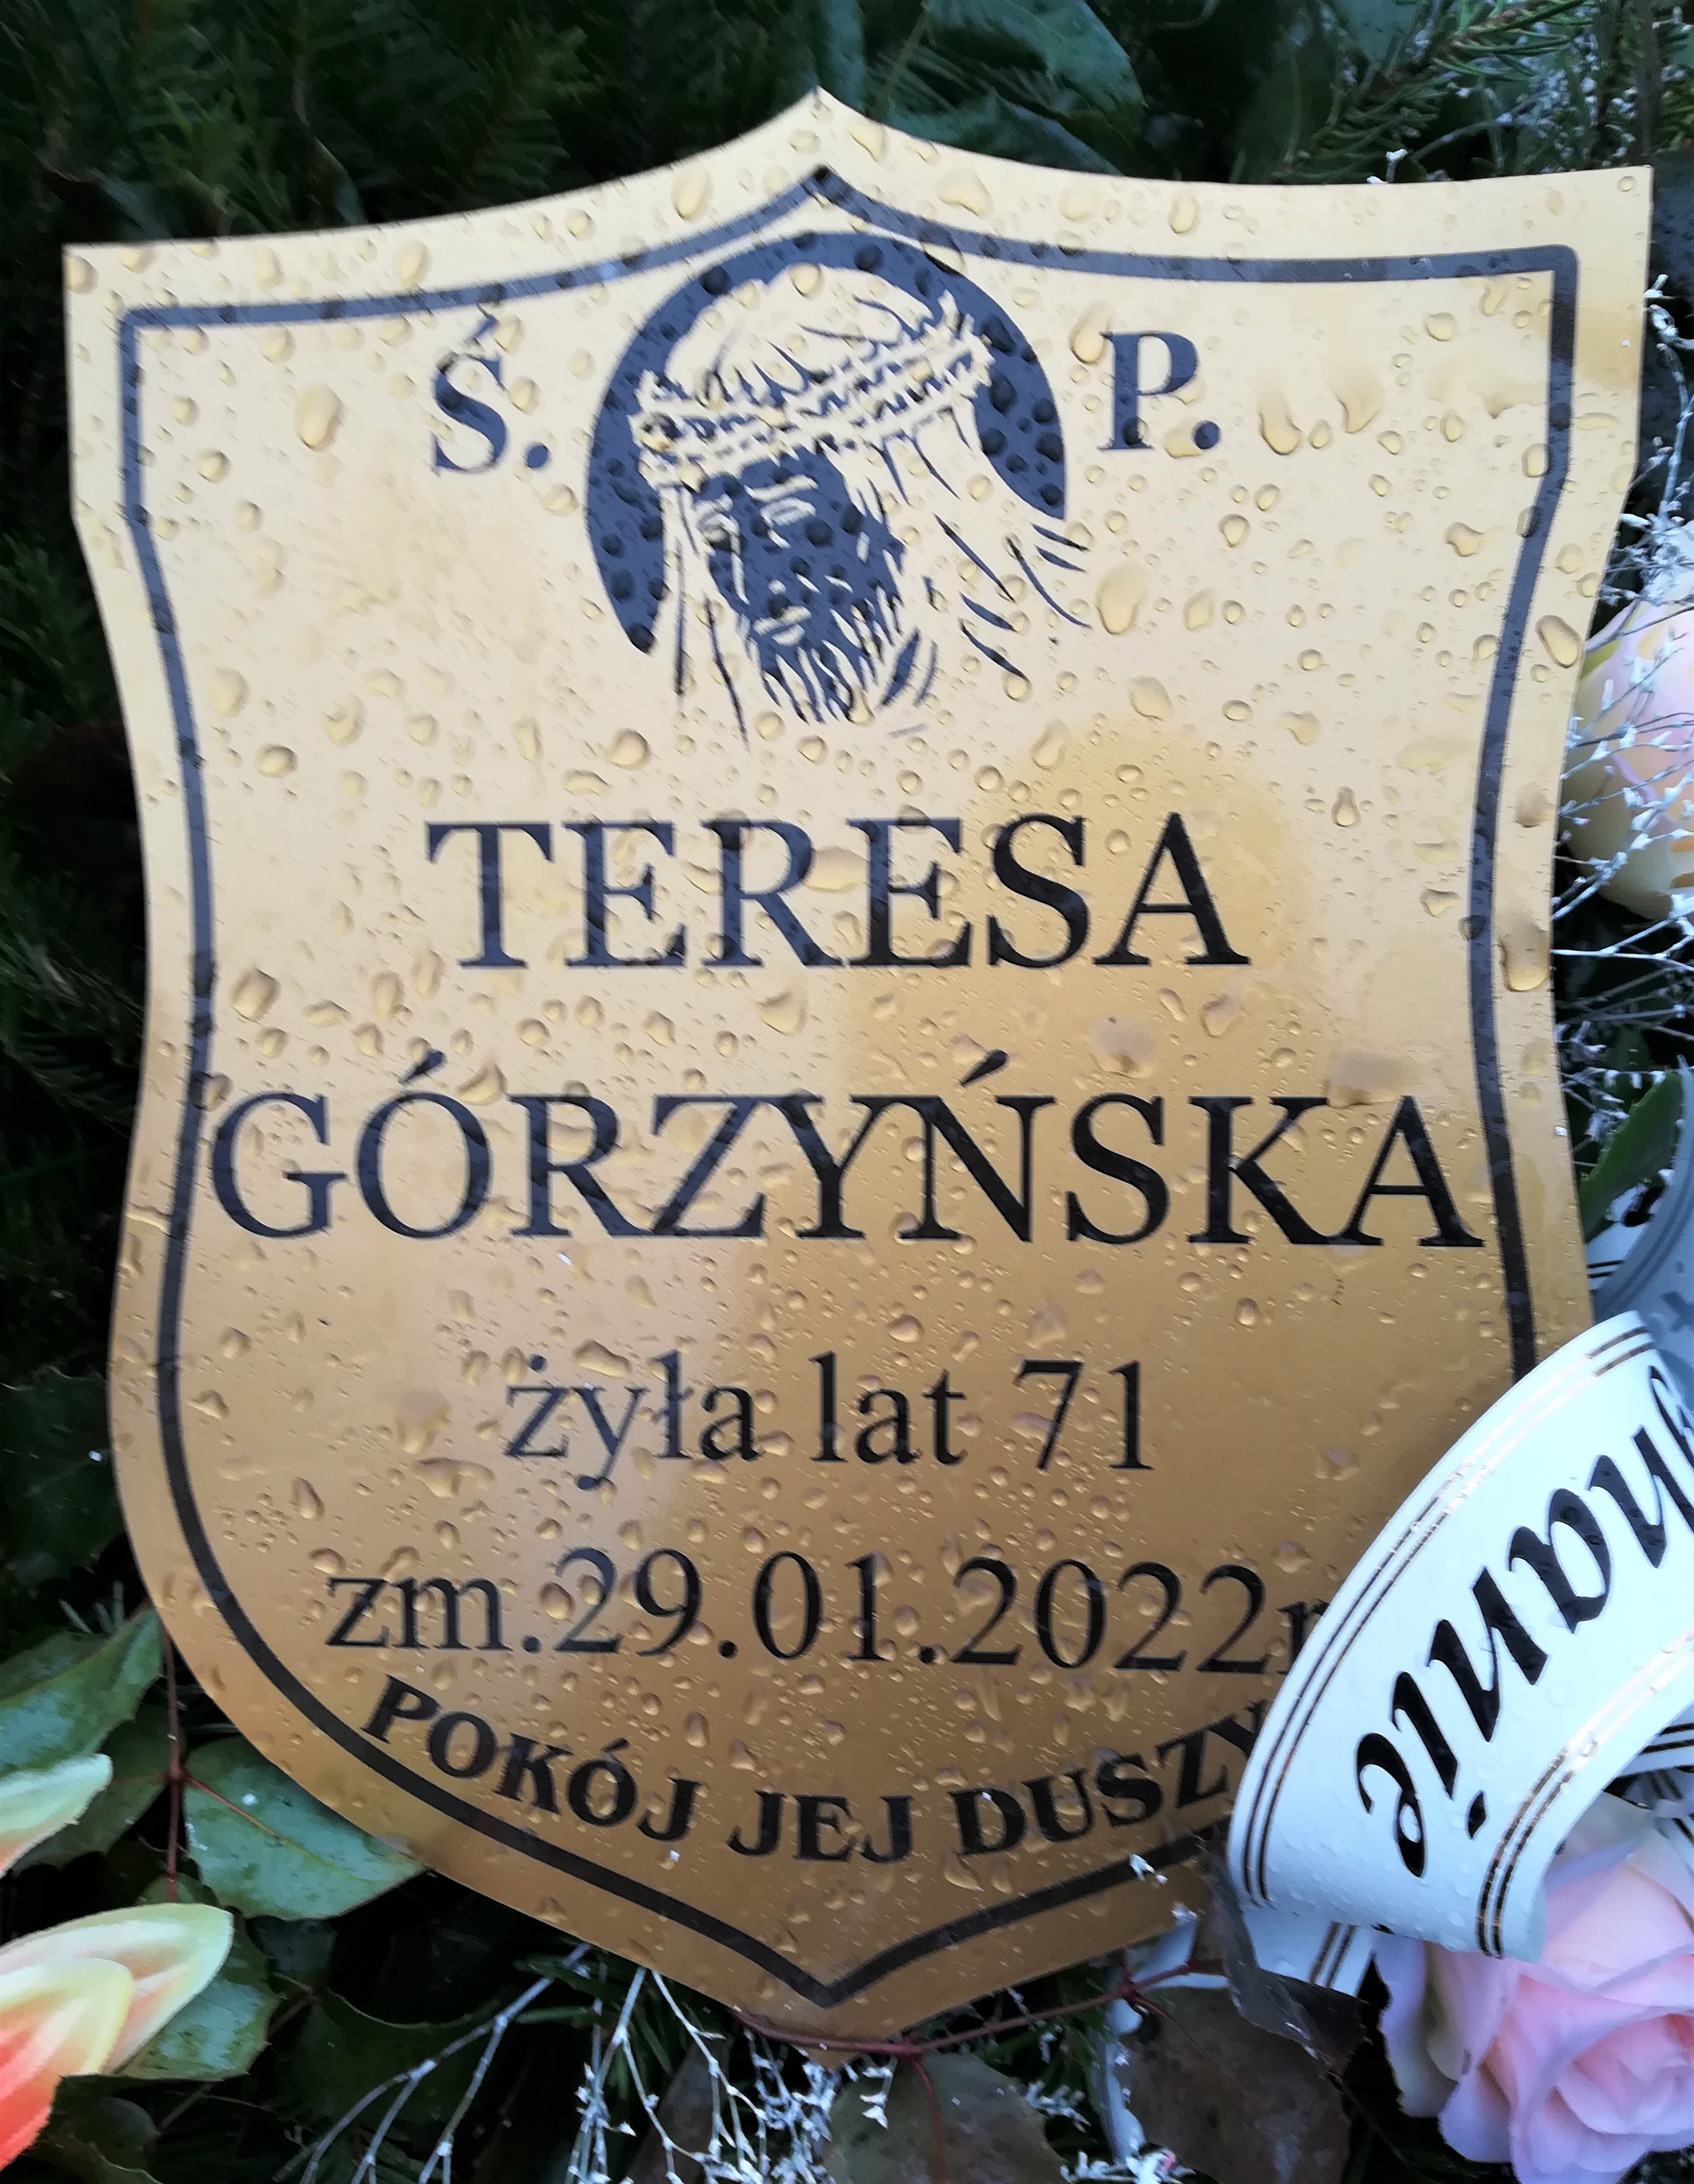 Ś. P.
TERESA
GÓRZYŃSKA
żyła lat 71
zm.29.01.2022r
POKÓJ JEJ DUSZY